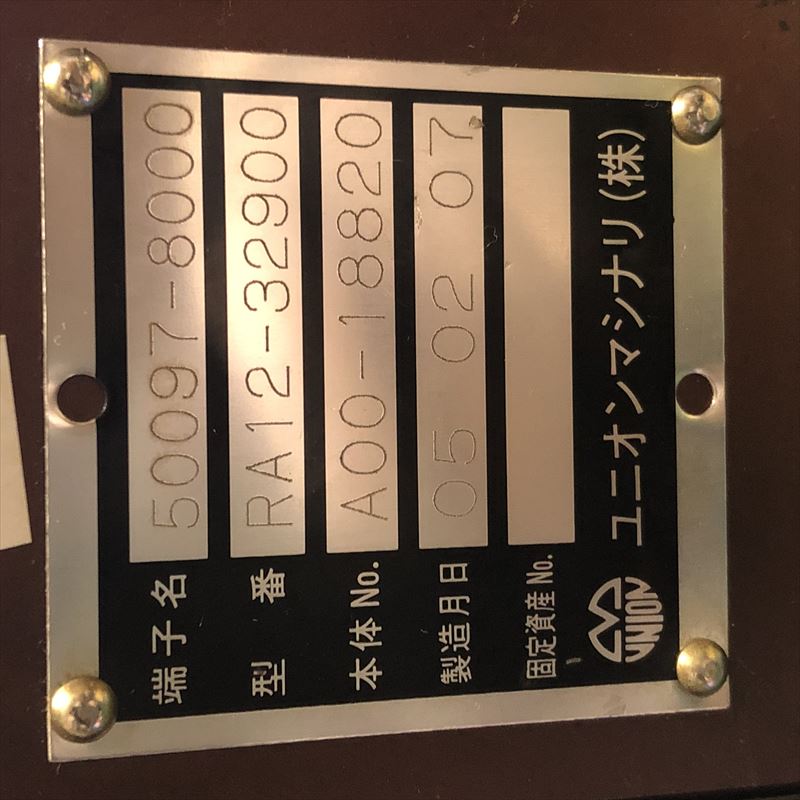 端子名 50097-8000
型番 RA12-32900
本体No. A00-18820
製造月日 05 02 07
固定資産No.
UNION ユニオンマシナリ(株)